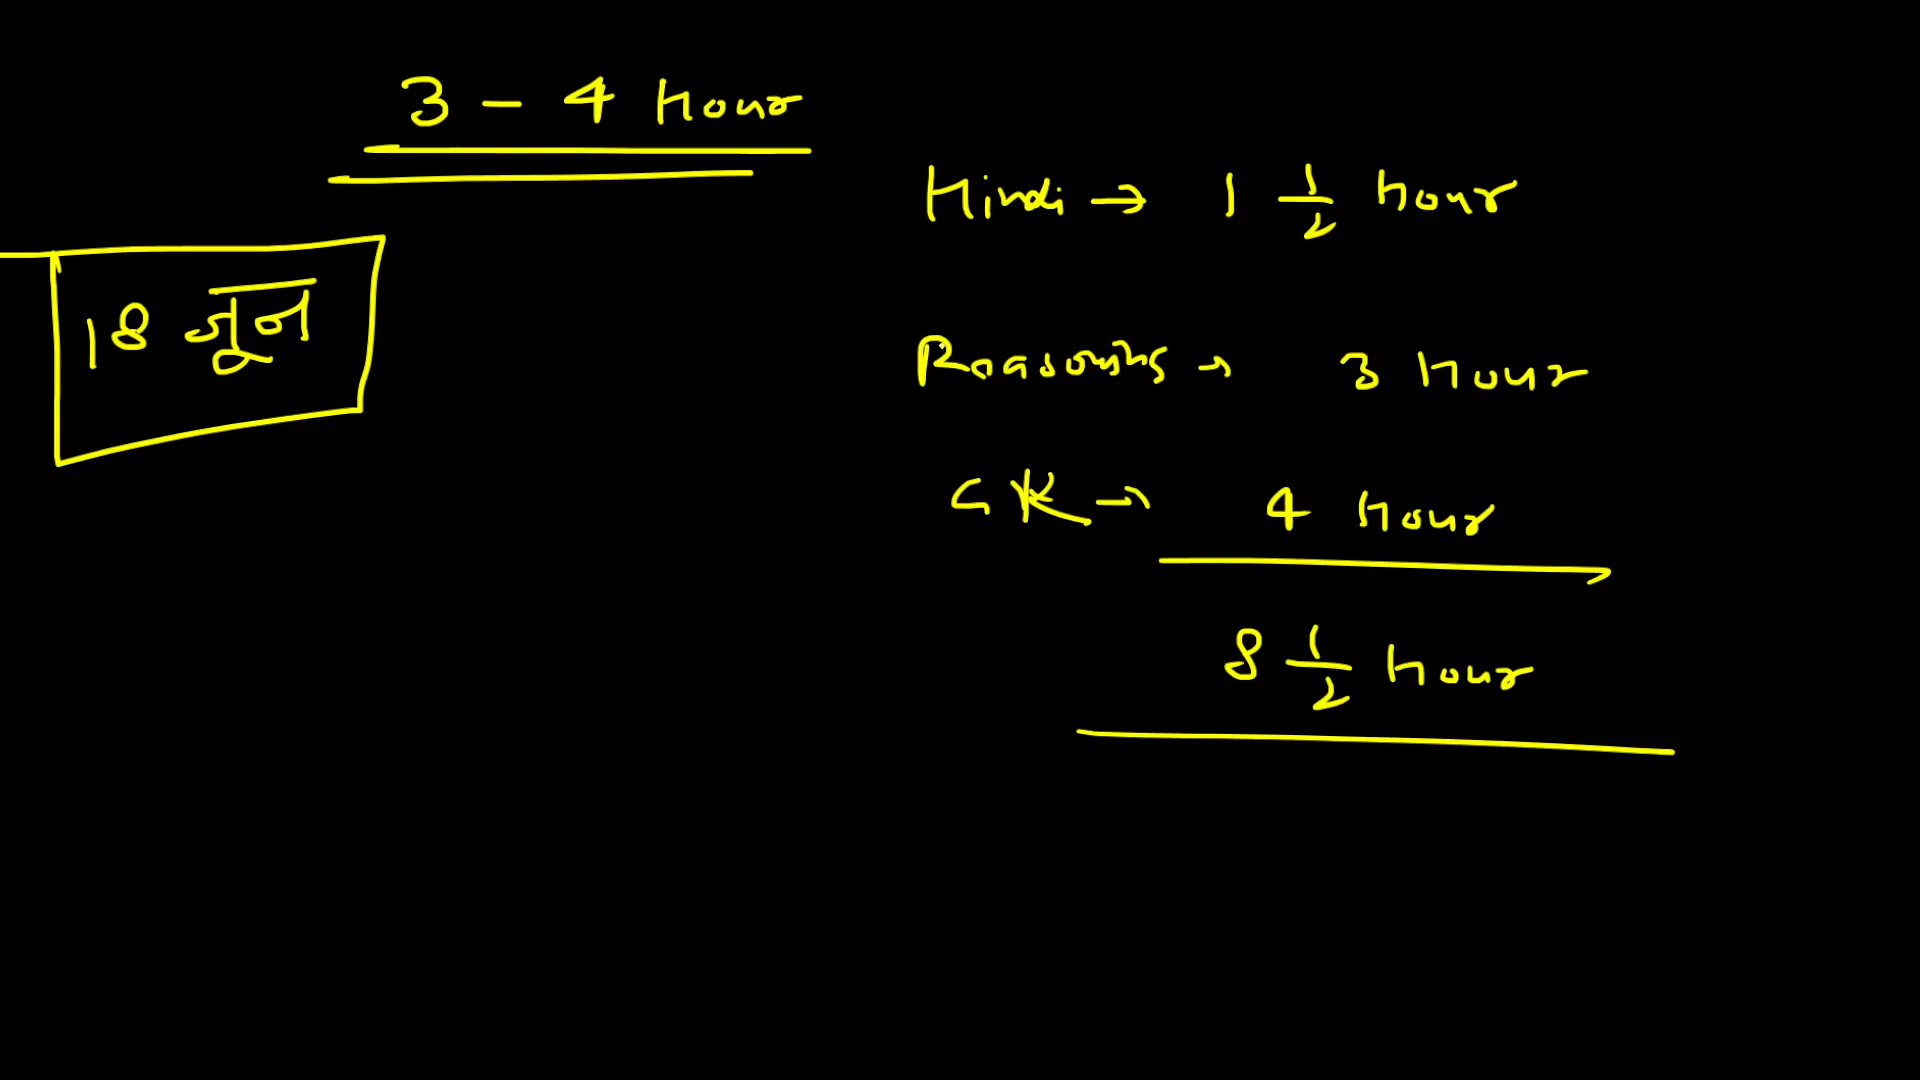 3 - 4 Hour
18 जून
Hindi → 1 1/2 hour
Reasoning → 3 Hour
GK → 4 Hour
8 1/2 hour